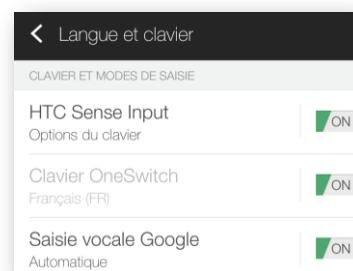 Langue et clavier
CLAVIER ET MODES DE SAISIE
HTC Sense Input
ON
Options du clavier
Clavier OneSwitch
ON
Français (FR)
Saisie vocale Google
ON
Automatique